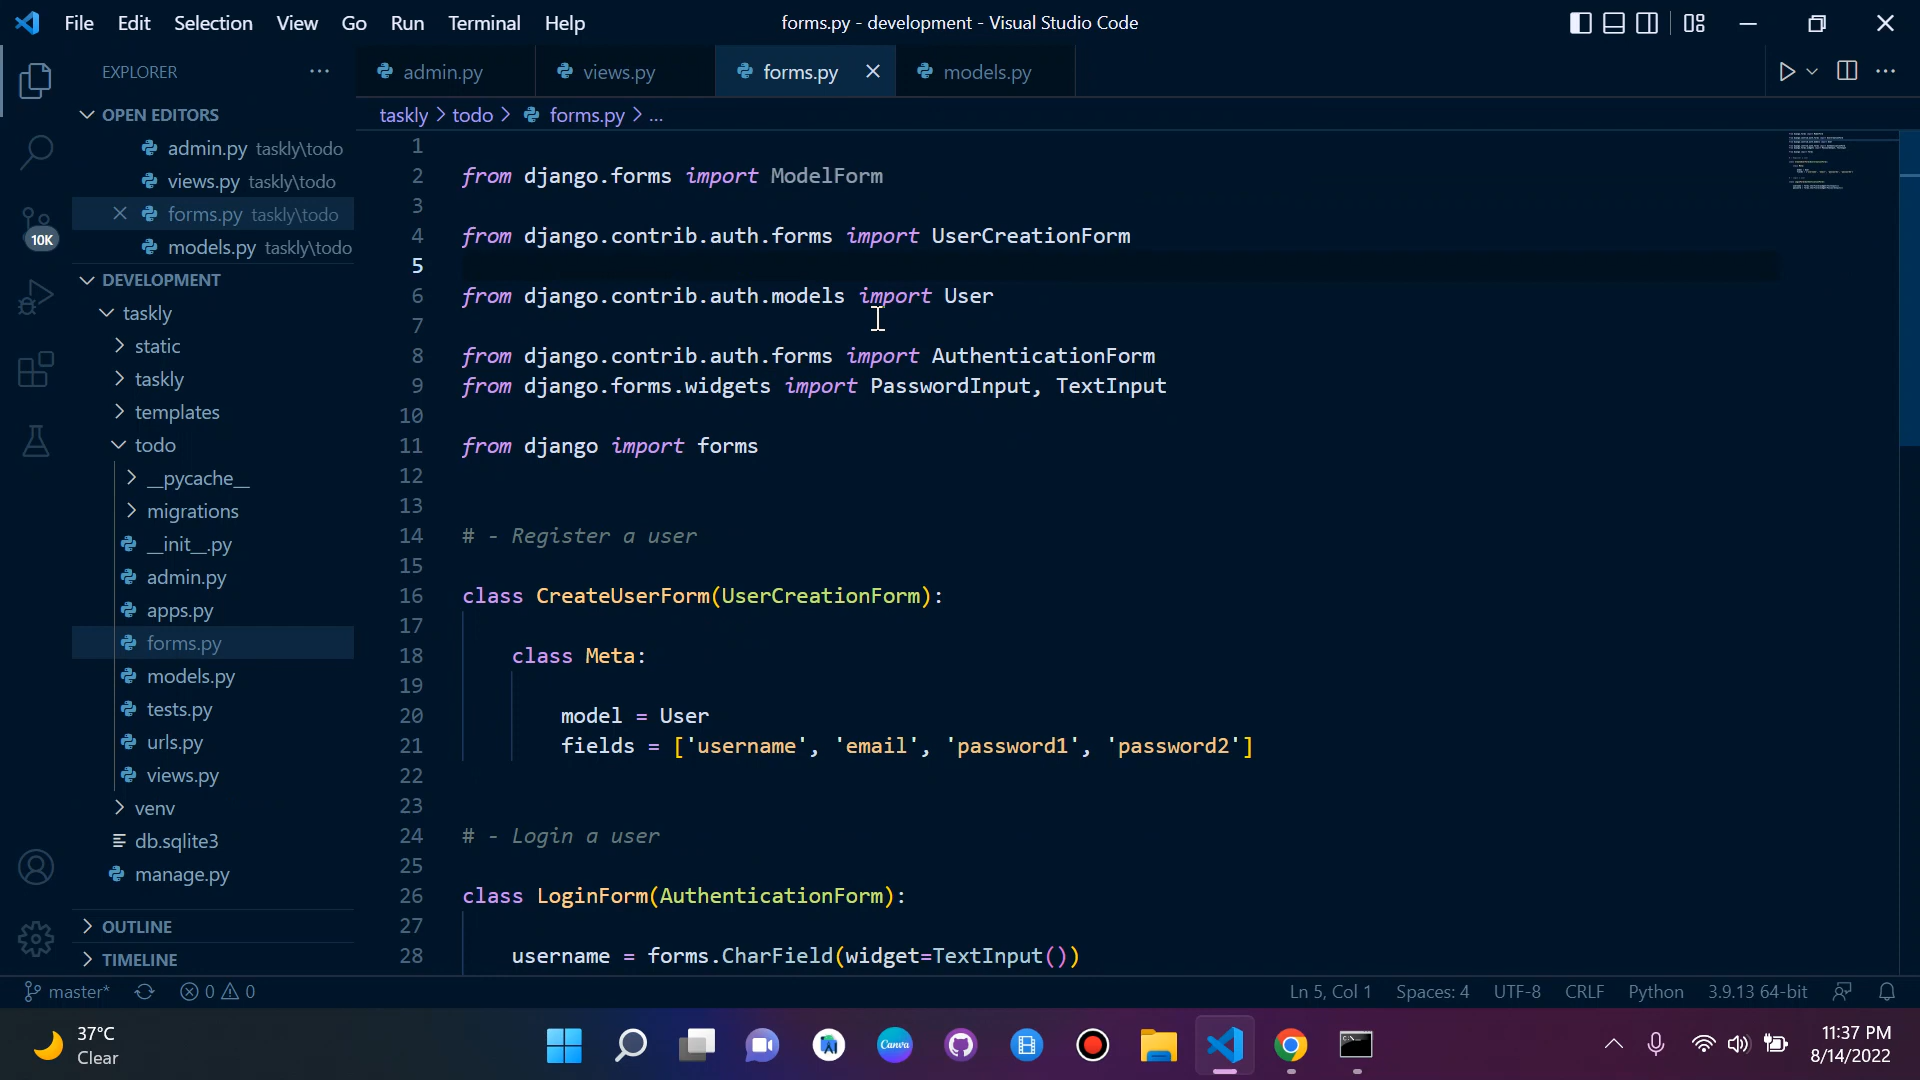 File Edit Selection View Go Run Terminal Help
forms.py - development - Visual Studio Code
EXPLORER
admin.py
views.py
forms.py
models.py
OPEN EDITORS
admin.py taskly\todo
views.py taskly\todo
forms.py taskly\todo
models.py taskly\todo
10K
DEVELOPMENT
taskly
static
taskly
templates
todo
__pycache__
migrations
__init__.py
admin.py
apps.py
forms.py
models.py
tests.py
urls.py
views.py
venv
db.sqlite3
manage.py
OUTLINE
TIMELINE
taskly > todo > forms.py > ...
1
2 from django.forms import ModelForm
3
4 from django.contrib.auth.forms import UserCreationForm
5
6 from django.contrib.auth.models import User
7
8 from django.contrib.auth.forms import AuthenticationForm
9 from django.forms.widgets import PasswordInput, TextInput
10
11 from django import forms
12
13
14 # - Register a user
15
16 class CreateUserForm(UserCreationForm):
17
18 class Meta:
19
20 model = User
21 fields = ['username', 'email', 'password1', 'password2']
22
23
24 # - Login a user
25
26 class LoginForm(AuthenticationForm):
27
28 username = forms.CharField(widget=TextInput())
master* 0 0
Ln 5, Col 1 Spaces: 4 UTF-8 CRLF Python 3.9.13 64-bit
37°C
Clear
Canva
11:37 PM
8/14/2022